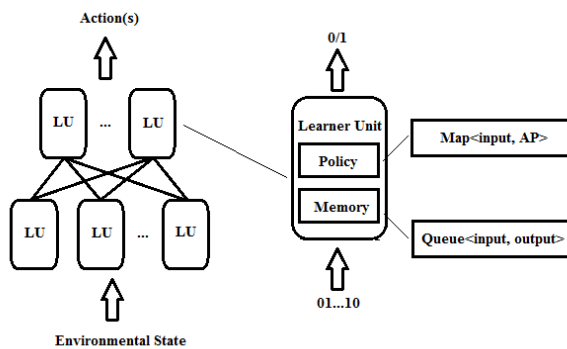 Action(s)
0/1
LU ... LU
Learner Unit
Policy
Map<input, AP>
Memory
LU LU ... LU
Queue<input, output>
01...10
Environmental State